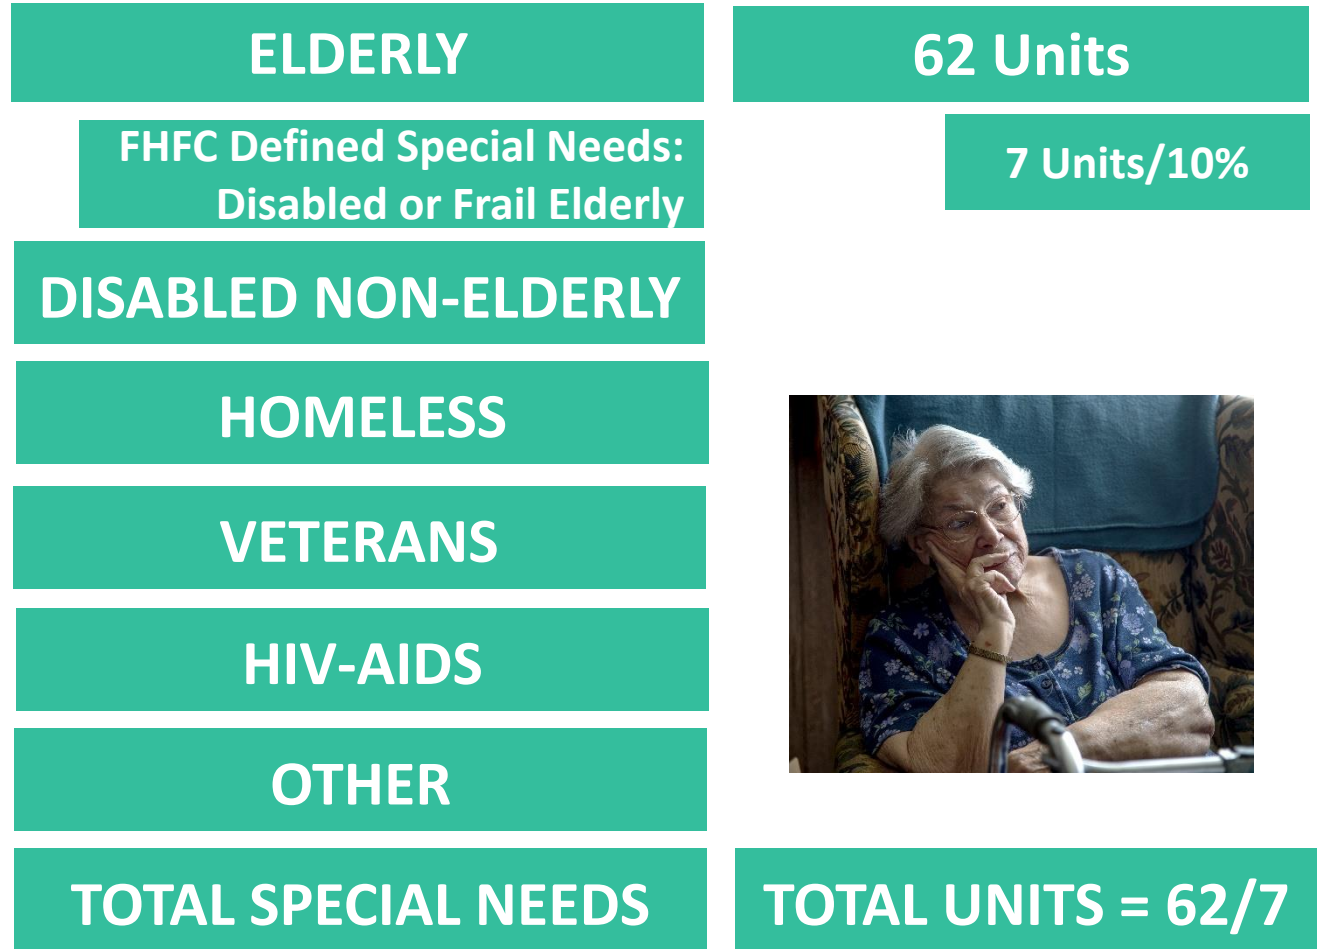 ELDERLY
62 Units
FHFC Defined Special Needs:
Disabled or Frail Elderly
7 Units/10%
DISABLED NON-ELDERLY
HOMELESS
VETERANS
HIV-AIDS
OTHER
TOTAL SPECIAL NEEDS
TOTAL UNITS = 62/7